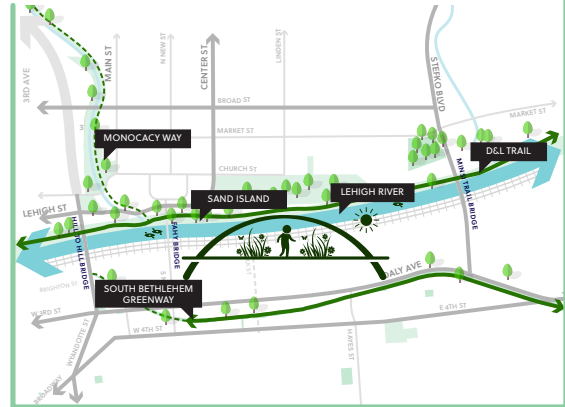 3RD AVE
MAIN ST
N NEW ST
CENTER ST
LINDEN ST
STEFKO BLVD
BROAD ST
MARKET ST
MARKET ST
MONOCACY WAY
D&L TRAIL
CHURCH ST
LEHIGH RIVER
SAND ISLAND
LEHIGH ST
HILL TO HILL BRIDGE
FAHY BRIDGE
MINSI TRAIL BRIDGE
DALY AVE
SOUTH BETHLEHEM
GREENWAY
W 3RD ST
W 4TH ST
E 4TH ST
WYANDOTTE ST
HAYES ST
BROADWAY